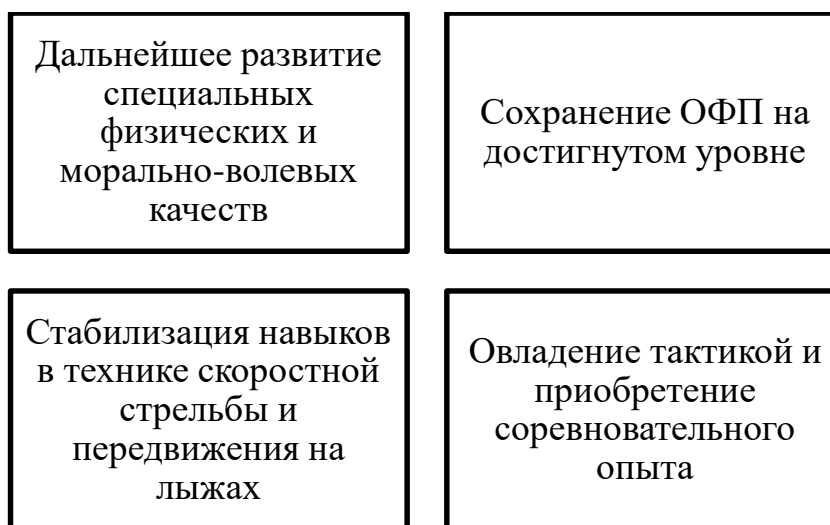 Дальнейшее развитие
специальных
физических и
морально-волевых
качеств
Сохранение ОФП на
достигнутом уровне
Стабилизация навыков
в технике скоростной
стрельбы и
передвижения на
лыжах
Овладение тактикой и
приобретение
соревновательного
опыта